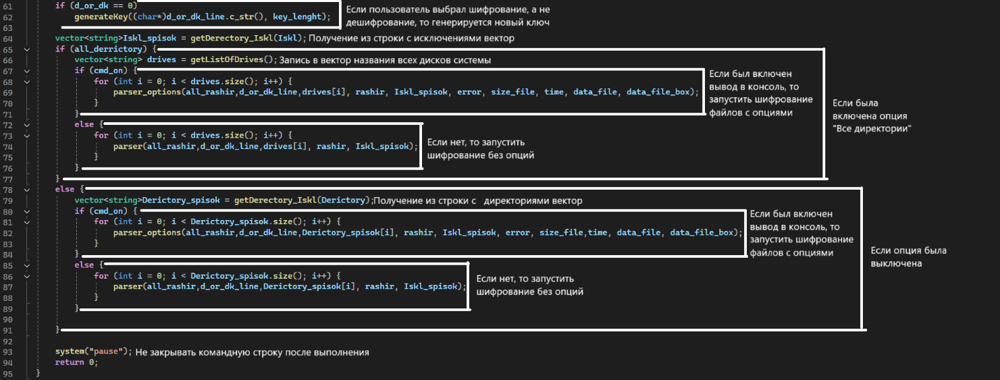 61 if (d_or_dk == 0)
62 generateKey((char*)d_or_dk_line.c_str(), key_lenght);
Если пользователь выбрал шифрование, а не
дешифрование, то генерируется новый ключ
63
64 vector<string>Iskl_spisok = getDerectory_Iskl(Iskl); Получение из строки с исключениями вектор
65 if (all_derrictory) {
66 vector<string> drives = getListOfDrives(); Запись в вектор названия всех дисков системы
67 if (cmd_on) {
68 for (int i = 0; i < drives.size(); i++) {
69 parser_options(all_rashir,d_or_dk_line,drives[i], rashir, Iskl_spisok, error, size_file, time, data_file, data_file_box);
70 }
71 }
Если был включен
вывод в консоль, то
запустить шифрование
файлов с опциями
72 else {
73 for (int i = 0; i < drives.size(); i++) {
74 parser(all_rashir,d_or_dk_line,drives[i], rashir, Iskl_spisok);
75 }
76 }
Если нет, то запустить
шифрование без опций
77 }
Если была
включена опция
"Все директории"
78 else {
79 vector<string>Derictory_spisok = getDerectory_Iskl(Derictory); Получение из строки с директориями вектор
80 if (cmd_on) {
81 for (int i = 0; i < Derictory_spisok.size(); i++) {
82 parser_options(all_rashir,d_or_dk_line,Derictory_spisok[i], rashir, Iskl_spisok, error, size_file,time, data_file, data_file_box);
83 }
84 }
Если был включен
вывод в консоль, то
запустить шифрование
файлов с опциями
85 else {
86 for (int i = 0; i < Derictory_spisok.size(); i++) {
87 parser(all_rashir,d_or_dk_line,Derictory_spisok[i], rashir, Iskl_spisok);
88 }
89 }
Если нет, то запустить
шифрование без опций
90
91 }
Если опция была
выключена
92
93 system("pause"); Не закрывать командную строку после выполнения
94 return 0;
95 }